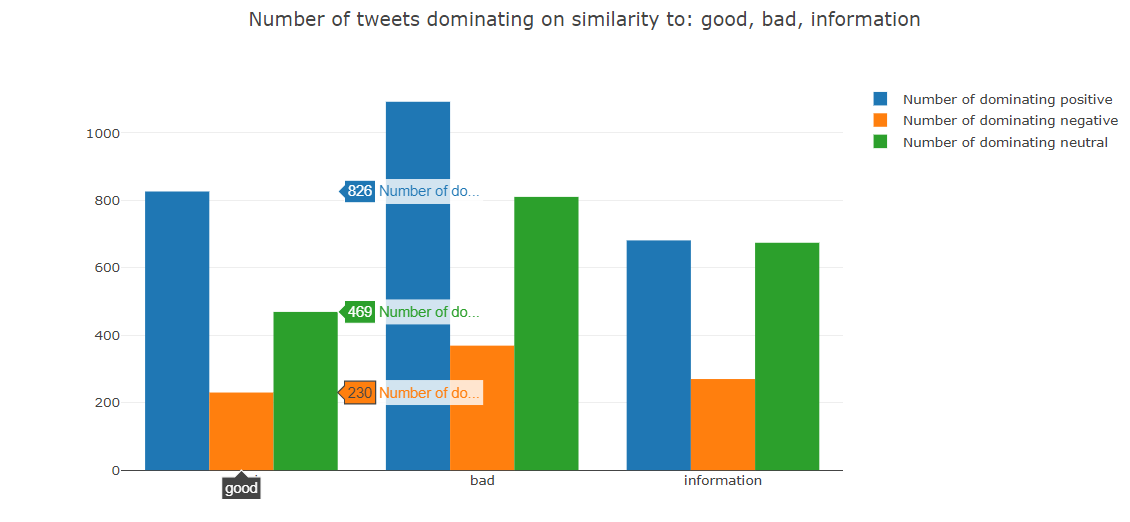 Number of tweets dominating on similarity to: good, bad, information
Number of dominating positive
Number of dominating negative
Number of dominating neutral
1000
800
600
400
200
0
826 Number of do...
469 Number of do...
230 Number of do...
good
bad
information